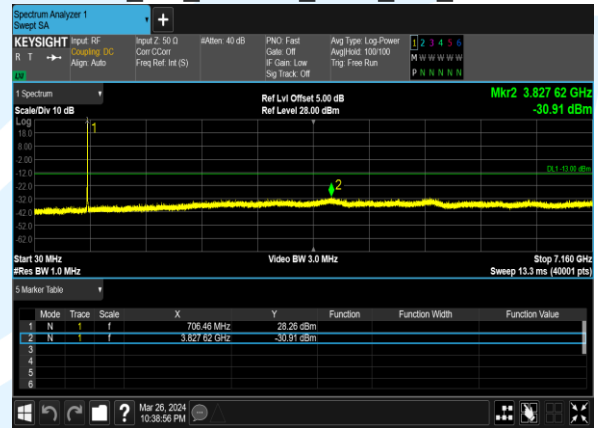 Spectrum Analyzer 1
Swept SA
KEYSIGHT
R T
LW
Input: RF
Coupling: DC
Align: Auto
Input Z: 50 Ω
Corr CCorr
Freq Ref: Int (S)
#Atten: 40 dB
PNO: Fast
Gate: Off
IF Gain: Low
Sig Track: Off
Avg Type: Log-Power
Avg|Hold: 100/100
Trig: Free Run
1 2 3 4 5 6
M W W W W W
P N N N N N
1 Spectrum
Scale/Div 10 dB
Ref Lvl Offset 5.00 dB
Ref Level 28.00 dBm
Mkr2 3.827 62 GHz
-30.91 dBm
Log
18.0
8.00
-2.00
-12.0
-22.0
-32.0
-42.0
-52.0
-62.0
1
2
DL1 -13.00 dBm
Start 30 MHz
#Res BW 1.0 MHz
Video BW 3.0 MHz
Stop 7.160 GHz
Sweep 13.3 ms (40001 pts)
5 Marker Table
Mode Trace Scale X Y Function Function Width Function Value
1 N 1 f 706.46 MHz 28.26 dBm
2 N 1 f 3.827 62 GHz -30.91 dBm
3
4
5
6
?
Mar 26, 2024
10:38:56 PM